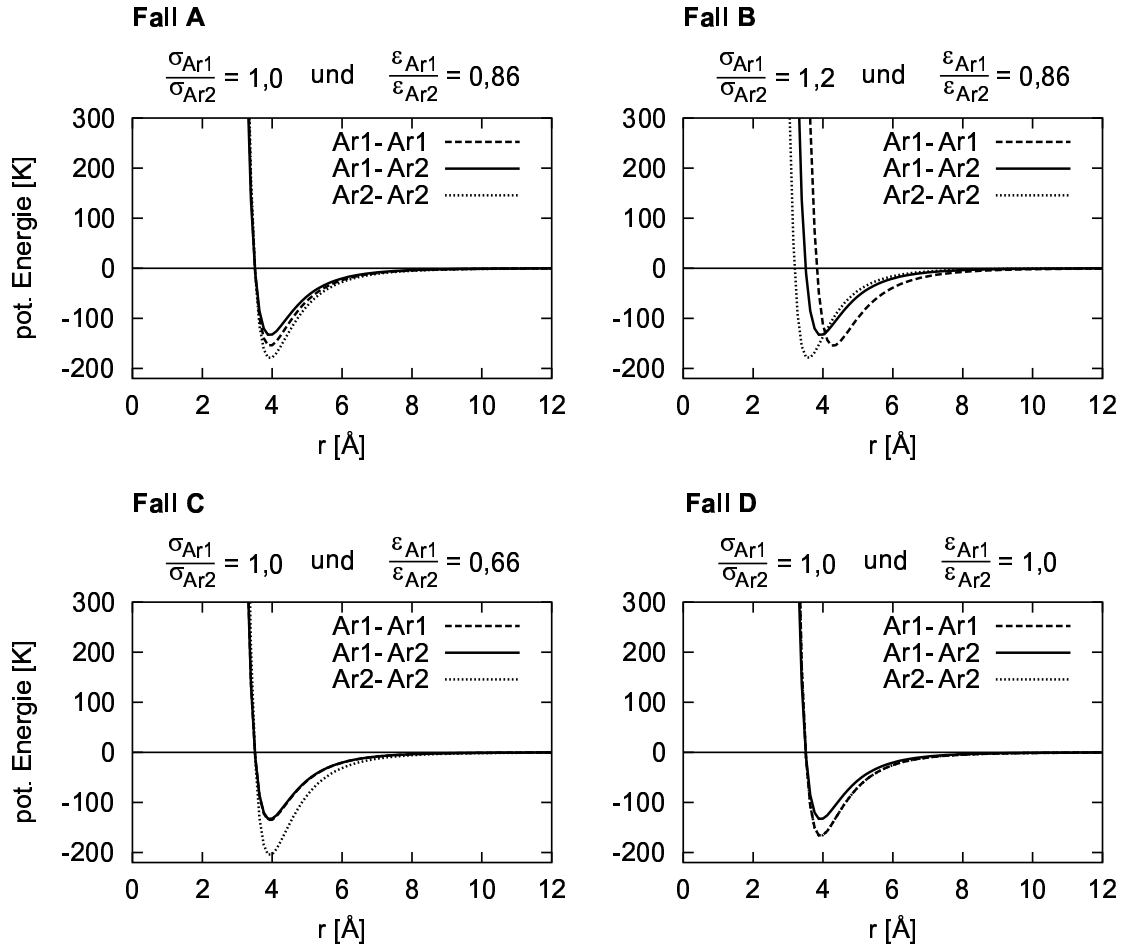 Fall A
σAr1/σAr2 = 1,0 und εAr1/εAr2 = 0,86
300
200
100
0
-100
-200
pot. Energie [K]
Ar1- Ar1
Ar1- Ar2
Ar2- Ar2
0 2 4 6 8 10 12
r [Å]
Fall B
σAr1/σAr2 = 1,2 und εAr1/εAr2 = 0,86
300
200
100
0
-100
-200
pot. Energie [K]
Ar1- Ar1
Ar1- Ar2
Ar2- Ar2
0 2 4 6 8 10 12
r [Å]
Fall C
σAr1/σAr2 = 1,0 und εAr1/εAr2 = 0,66
300
200
100
0
-100
-200
pot. Energie [K]
Ar1- Ar1
Ar1- Ar2
Ar2- Ar2
0 2 4 6 8 10 12
r [Å]
Fall D
σAr1/σAr2 = 1,0 und εAr1/εAr2 = 1,0
300
200
100
0
-100
-200
pot. Energie [K]
Ar1- Ar1
Ar1- Ar2
Ar2- Ar2
0 2 4 6 8 10 12
r [Å]